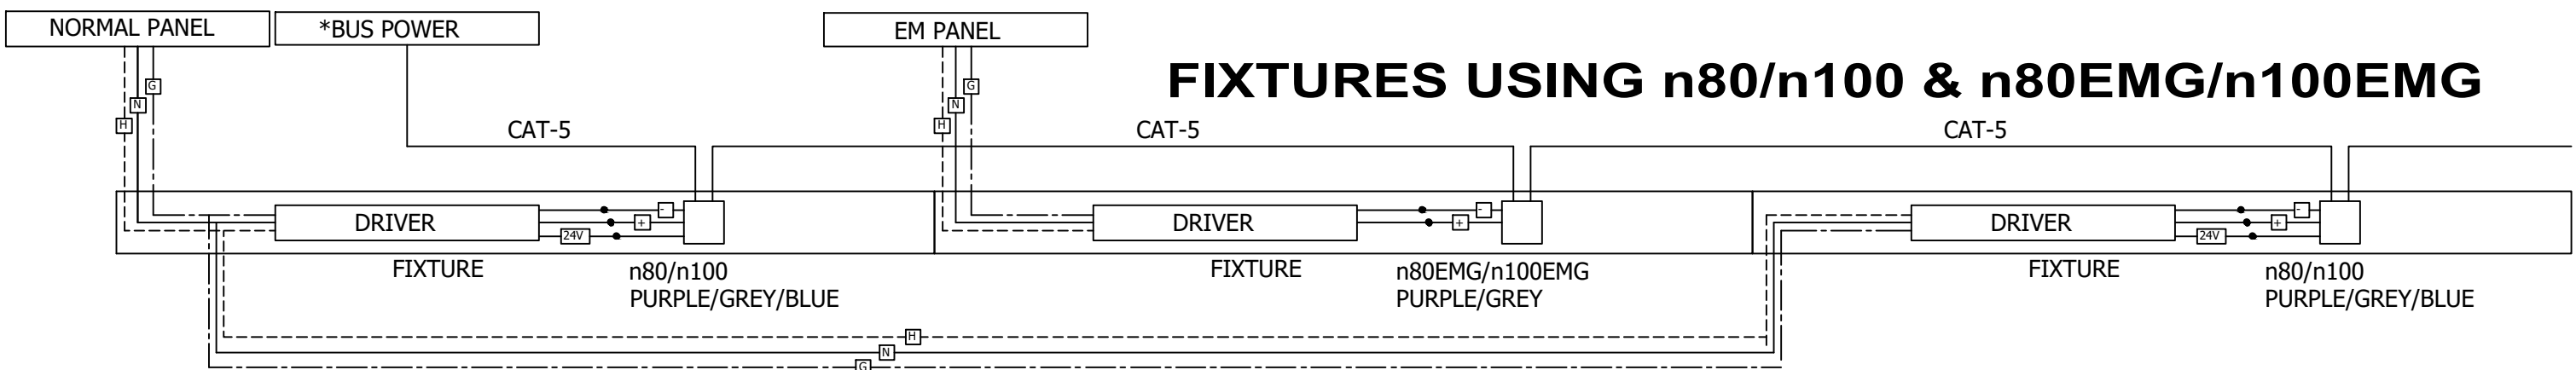 NORMAL PANEL
*BUS POWER
EM PANEL
FIXTURES USING n80/n100 & n80EMG/n100EMG
G
N
H
G
N
H
CAT-5
CAT-5
CAT-5
DRIVER
-
+
24V
DRIVER
-
+
DRIVER
-
+
24V
FIXTURE
n80/n100
PURPLE/GREY/BLUE
FIXTURE
n80EMG/n100EMG
PURPLE/GREY
FIXTURE
n80/n100
PURPLE/GREY/BLUE
H
N
G